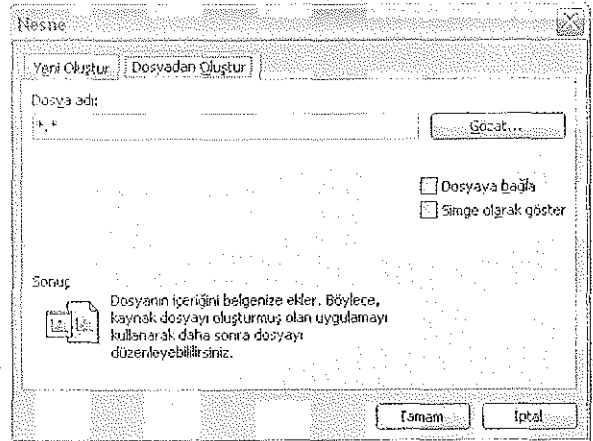 Nesne
Yeni Oluştur Dosyadan Oluştur
Dosya adı:
*.*
Gözat...
Dosyaya bağla
Simge olarak göster
Sonuç
Dosyanın içeriğini belgenize ekler. Böylece,
kaynak dosyayı oluşturmuş olan uygulamayı
kullanarak daha sonra dosyayı
düzenleyebilirsiniz.
Tamam İptal